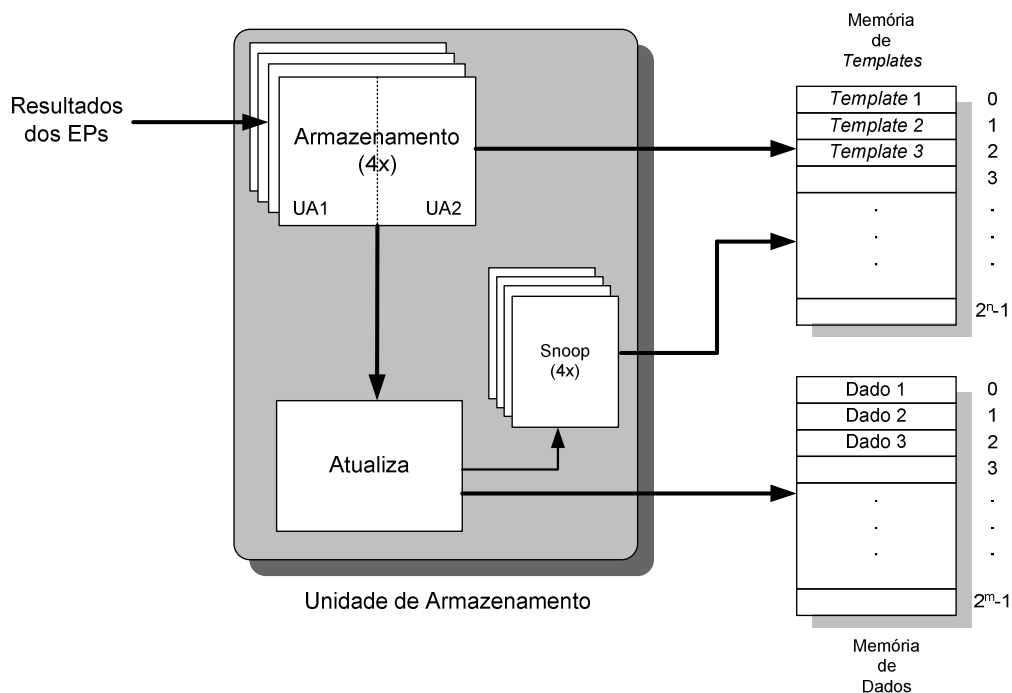 Resultados
dos EPs
Armazenamento
(4x)
UA1
UA2
Snoop
(4x)
Atualiza
Unidade de Armazenamento
Memória
de
Templates
Template 1 0
Template 2 1
Template 3 2
3
. .
. .
. .
2ⁿ-1
Dado 1 0
Dado 2 1
Dado 3 2
3
. .
. .
. .
2ᵐ-1
Memória
de
Dados